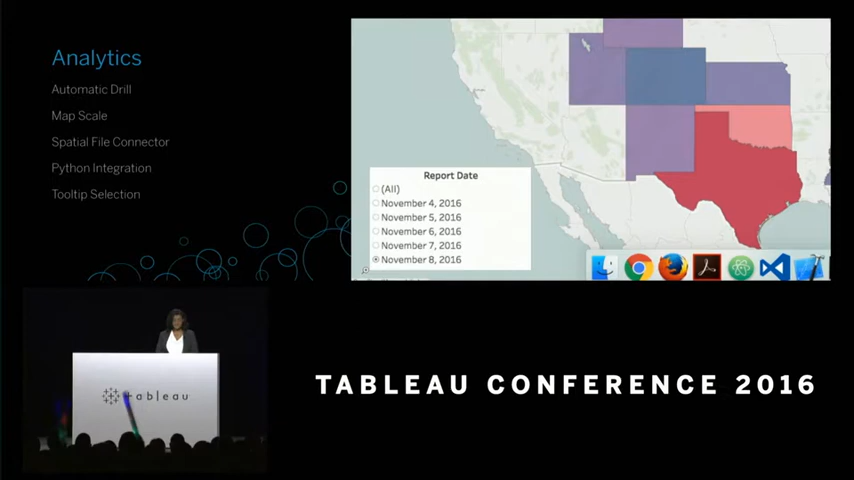 Analytics
Automatic Drill
Map Scale
Spatial File Connector
Python Integration
Tooltip Selection
Report Date
(All)
November 4, 2016
November 5, 2016
November 6, 2016
November 7, 2016
November 8, 2016
tableau
TABLEAU CONFERENCE 2016